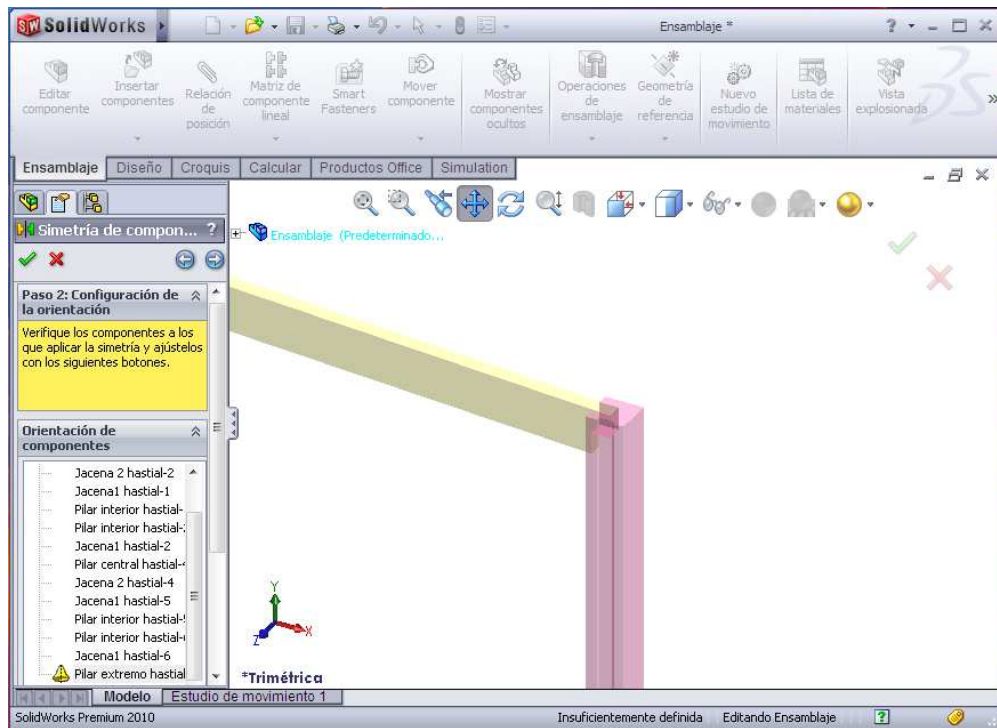 SolidWorks
Ensamblaje *
?
Editar componente
Insertar componentes
Relación de posición
Matriz de componente lineal
Smart Fasteners
Mover componente
Mostrar componentes ocultos
Operaciones de ensamblaje
Geometría de referencia
Nuevo estudio de movimiento
Lista de materiales
Vista explosionada
Ensamblaje Diseño Croquis Calcular Productos Office Simulation
Simetría de compon... ?
Ensamblaje (Predeterminado...
Paso 2: Configuración de
la orientación
Verifique los componentes a los
que aplicar la simetría y ajústelos
con los siguientes botones.
Orientación de
componentes
Jacena 2 hastial-2
Jacena1 hastial-1
Pilar interior hastial-
Pilar interior hastial-
Jacena1 hastial-2
Pilar central hastial-
Jacena 2 hastial-4
Jacena1 hastial-5
Pilar interior hastial-
Pilar interior hastial-
Jacena1 hastial-6
Pilar extremo hastial
Y
X
Z
*Trimétrica
Modelo Estudio de movimiento 1
SolidWorks Premium 2010 Insuficientemente definida Editando Ensamblaje ?